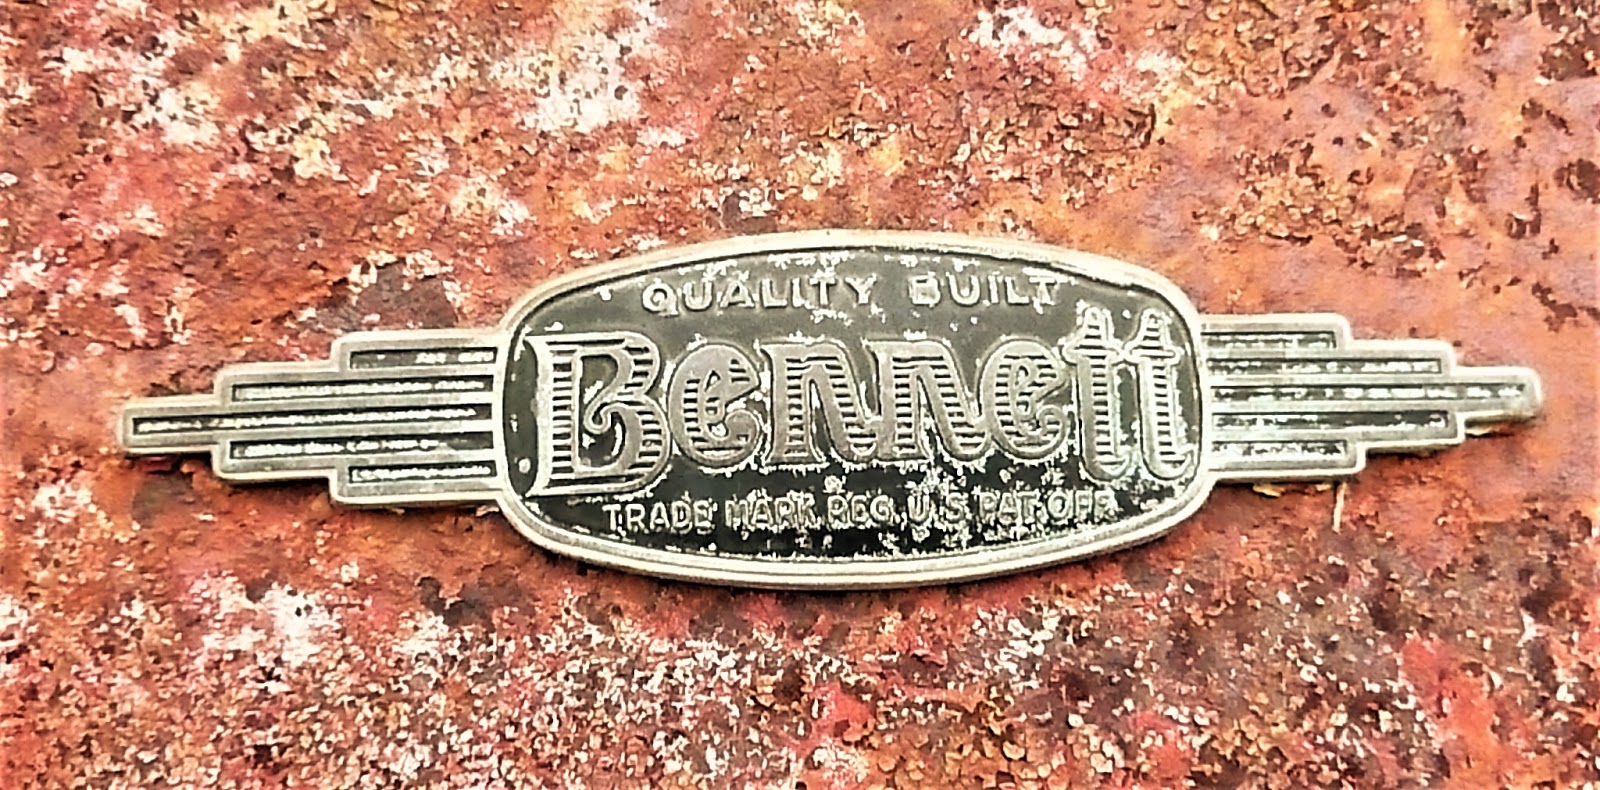 QUALITY BUILT
Bennett
TRADE MARK REG. U.S. PAT. OFF.